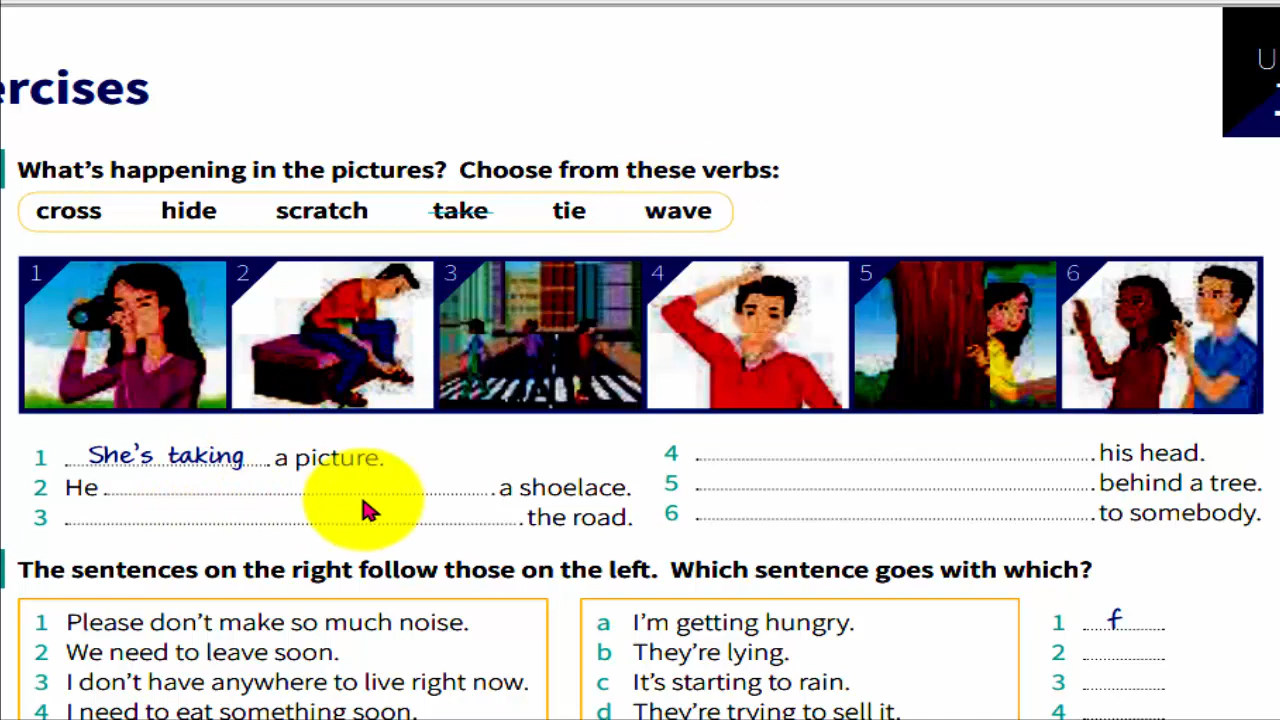 ercises
U
What's happening in the pictures? Choose from these verbs:
cross hide scratch take tie wave
1 2 3 4 5 6
1 She's taking a picture.
2 He a shoelace.
3 the road.
4 his head.
5 behind a tree.
6 to somebody.
The sentences on the right follow those on the left. Which sentence goes with which?
1 Please don't make so much noise.
2 We need to leave soon.
3 I don't have anywhere to live right now.
4 I need to eat something soon.
a I'm getting hungry.
b They're lying.
c It's starting to rain.
d They're trying to sell it.
1 f
2
3
4